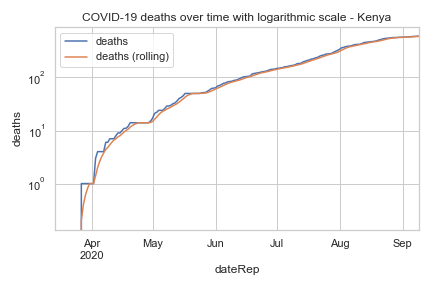 COVID-19 deaths over time with logarithmic scale - Kenya
deaths
deaths (rolling)
10²
10¹
10⁰
deaths
Apr May Jun Jul Aug Sep
2020
dateRep